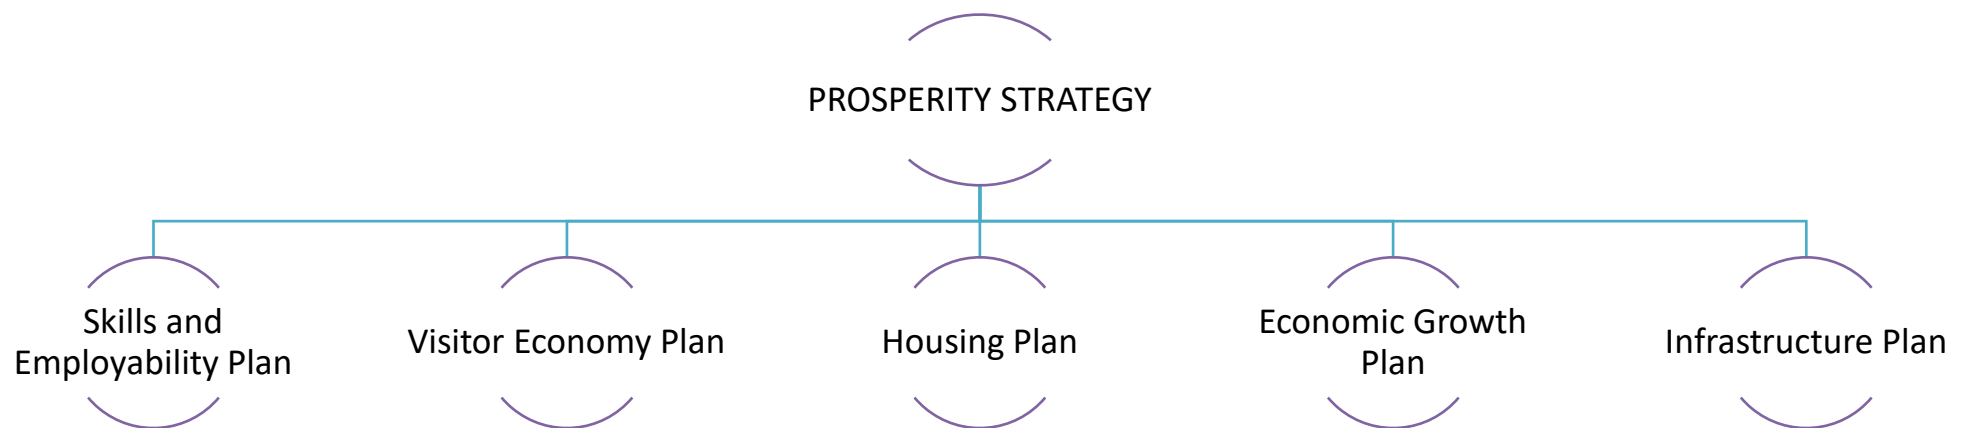 PROSPERITY STRATEGY
Skills and
Employability Plan
Visitor Economy Plan
Housing Plan
Economic Growth
Plan
Infrastructure Plan